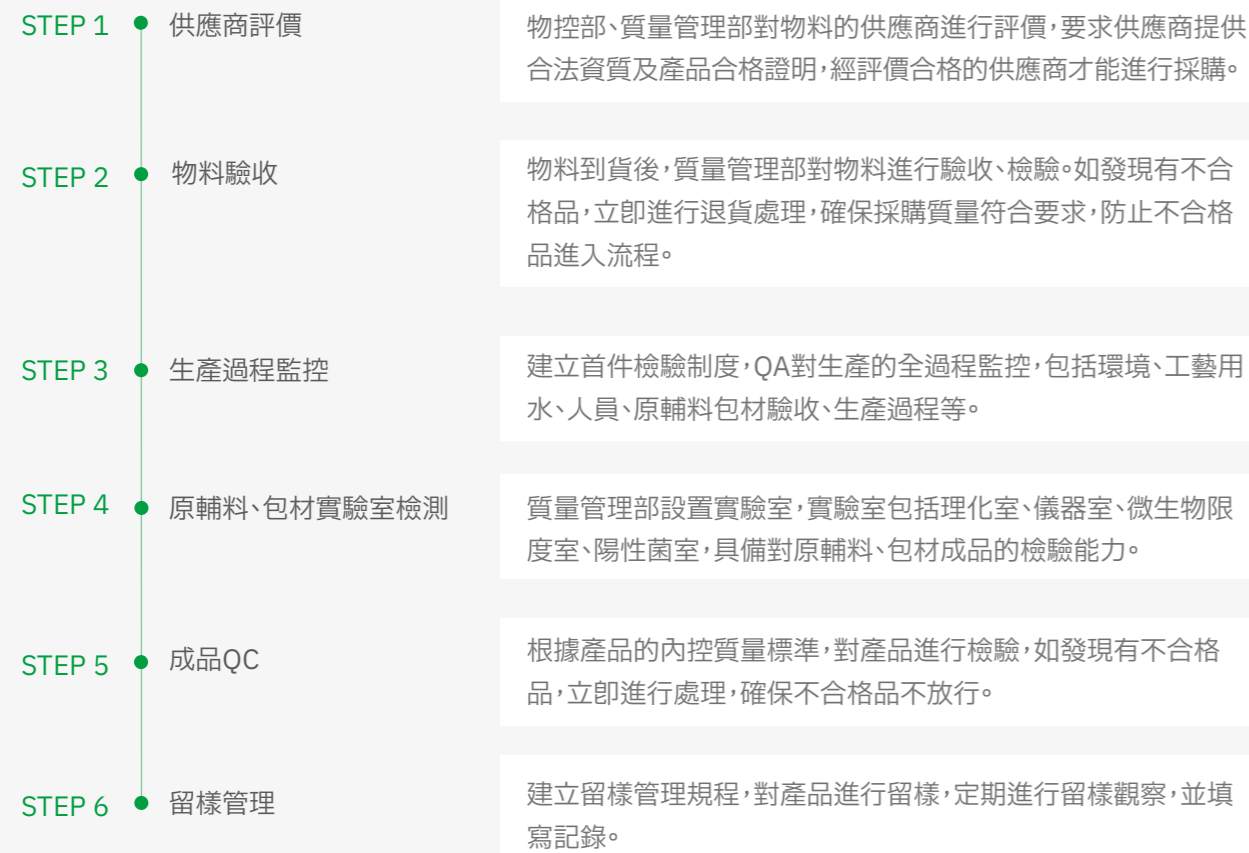 STEP 1
供應商評價
物控部、質量管理部對物料的供應商進行評價，要求供應商提供
合法資質及產品合格證明，經評價合格的供應商才能進行採購。
STEP 2
物料驗收
物料到貨後，質量管理部對物料進行驗收、檢驗。如發現有不合
格品，立即進行退貨處理，確保採購質量符合要求，防止不合格
品進入流程。
STEP 3
生產過程監控
建立首件檢驗制度，QA對生產的全過程監控，包括環境、工藝用
水、人員、原輔料包材驗收、生產過程等。
STEP 4
原輔料、包材實驗室檢測
質量管理部設置實驗室，實驗室包括理化室、儀器室、微生物限
度室、陽性菌室，具備對原輔料、包材成品的檢驗能力。
STEP 5
成品QC
根據產品的內控質量標準，對產品進行檢驗，如發現有不合格
品，立即進行處理，確保不合格品不放行。
STEP 6
留樣管理
建立留樣管理規程，對產品進行留樣，定期進行留樣觀察，並填
寫記錄。